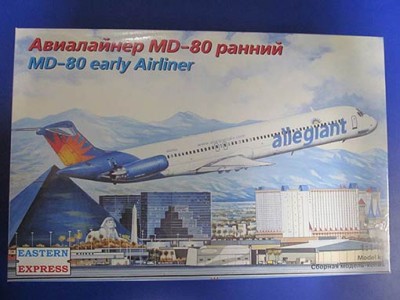 Авиалайнер MD-80 ранний
MD-80 early Airliner
allegiant
EASTERN
EXPRESS
Model
Сборная модель